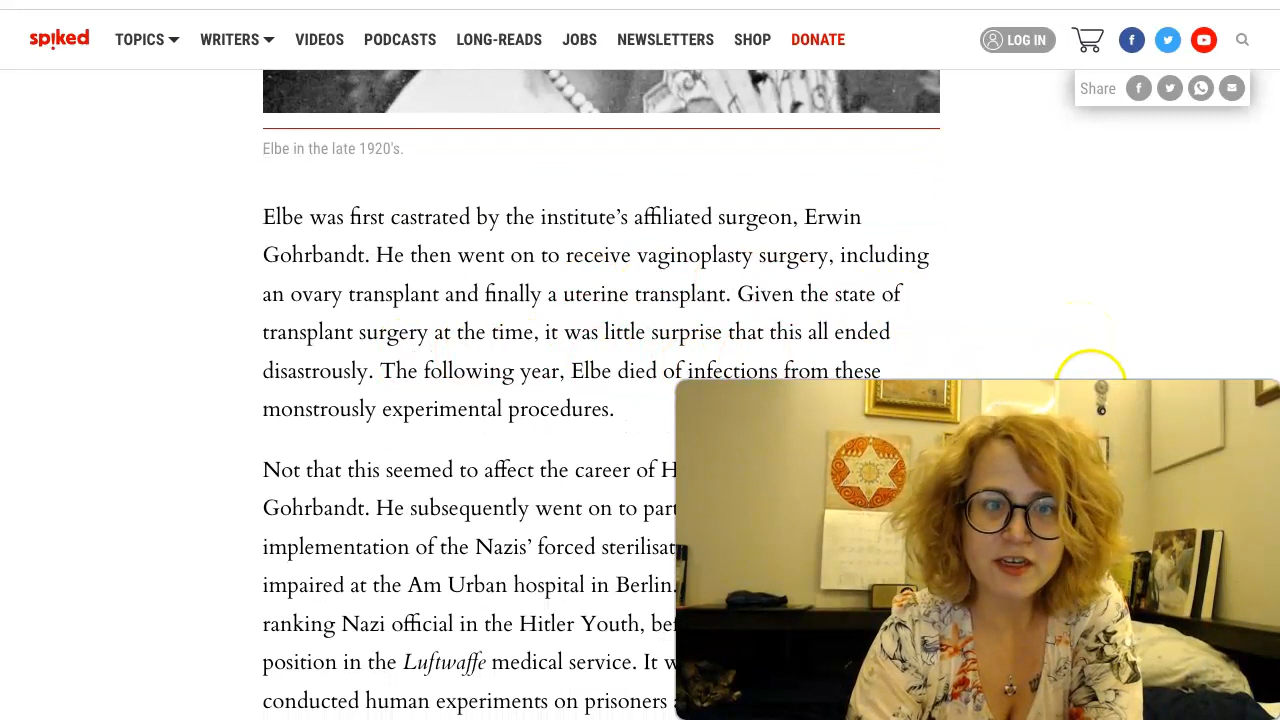 spiked
TOPICS WRITERS VIDEOS PODCASTS LONG-READS JOBS NEWSLETTERS SHOP DONATE LOG IN
Share
Elbe in the late 1920's.
Elbe was first castrated by the institute’s affiliated surgeon, Erwin
Gohrbandt. He then went on to receive vaginoplasty surgery, including
an ovary transplant and finally a uterine transplant. Given the state of
transplant surgery at the time, it was little surprise that this all ended
disastrously. The following year, Elbe died of infections from these
monstrously experimental procedures.
Not that this seemed to affect the career of H
Gohrbandt. He subsequently went on to part
implementation of the Nazis’ forced sterilisat
impaired at the Am Urban hospital in Berlin.
ranking Nazi official in the Hitler Youth, bef
position in the Luftwaffe medical service. It w
conducted human experiments on prisoners